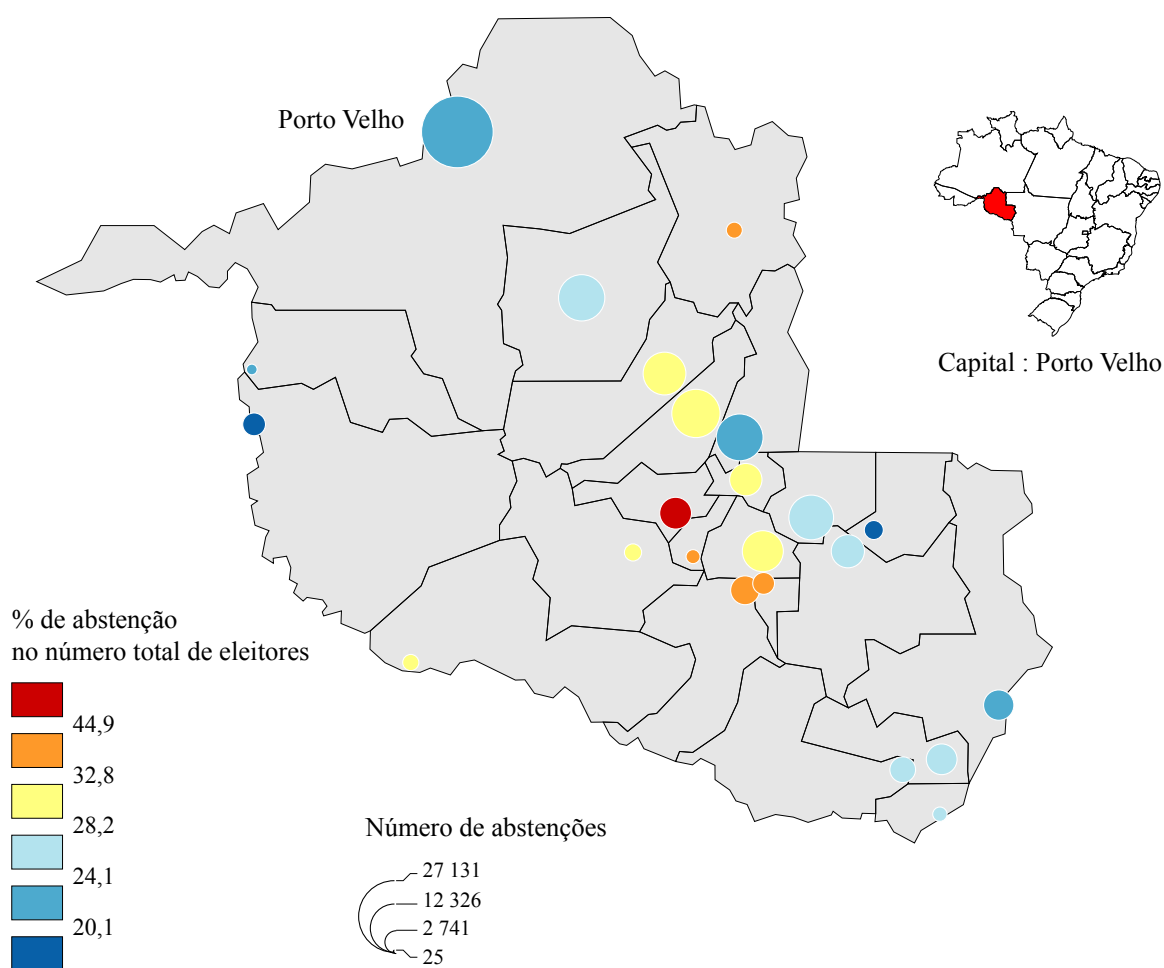 Porto Velho
Capital : Porto Velho
% de abstenção
no número total de eleitores
44,9
32,8
28,2
24,1
20,1
Número de abstenções
27 131
12 326
2 741
25